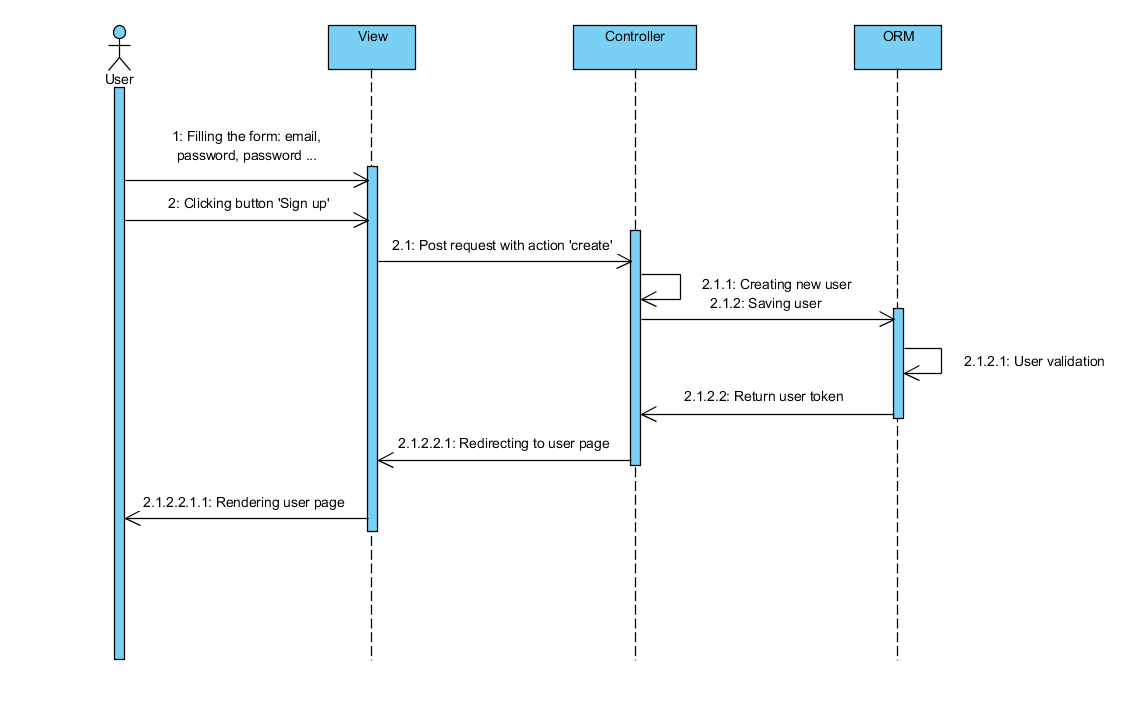 View
Controller
ORM
User
1: Filling the form: email,
password, password ...
2: Clicking button 'Sign up'
2.1: Post request with action 'create'
2.1.1: Creating new user
2.1.2: Saving user
2.1.2.1: User validation
2.1.2.2: Return user token
2.1.2.2.1: Redirecting to user page
2.1.2.2.1.1: Rendering user page